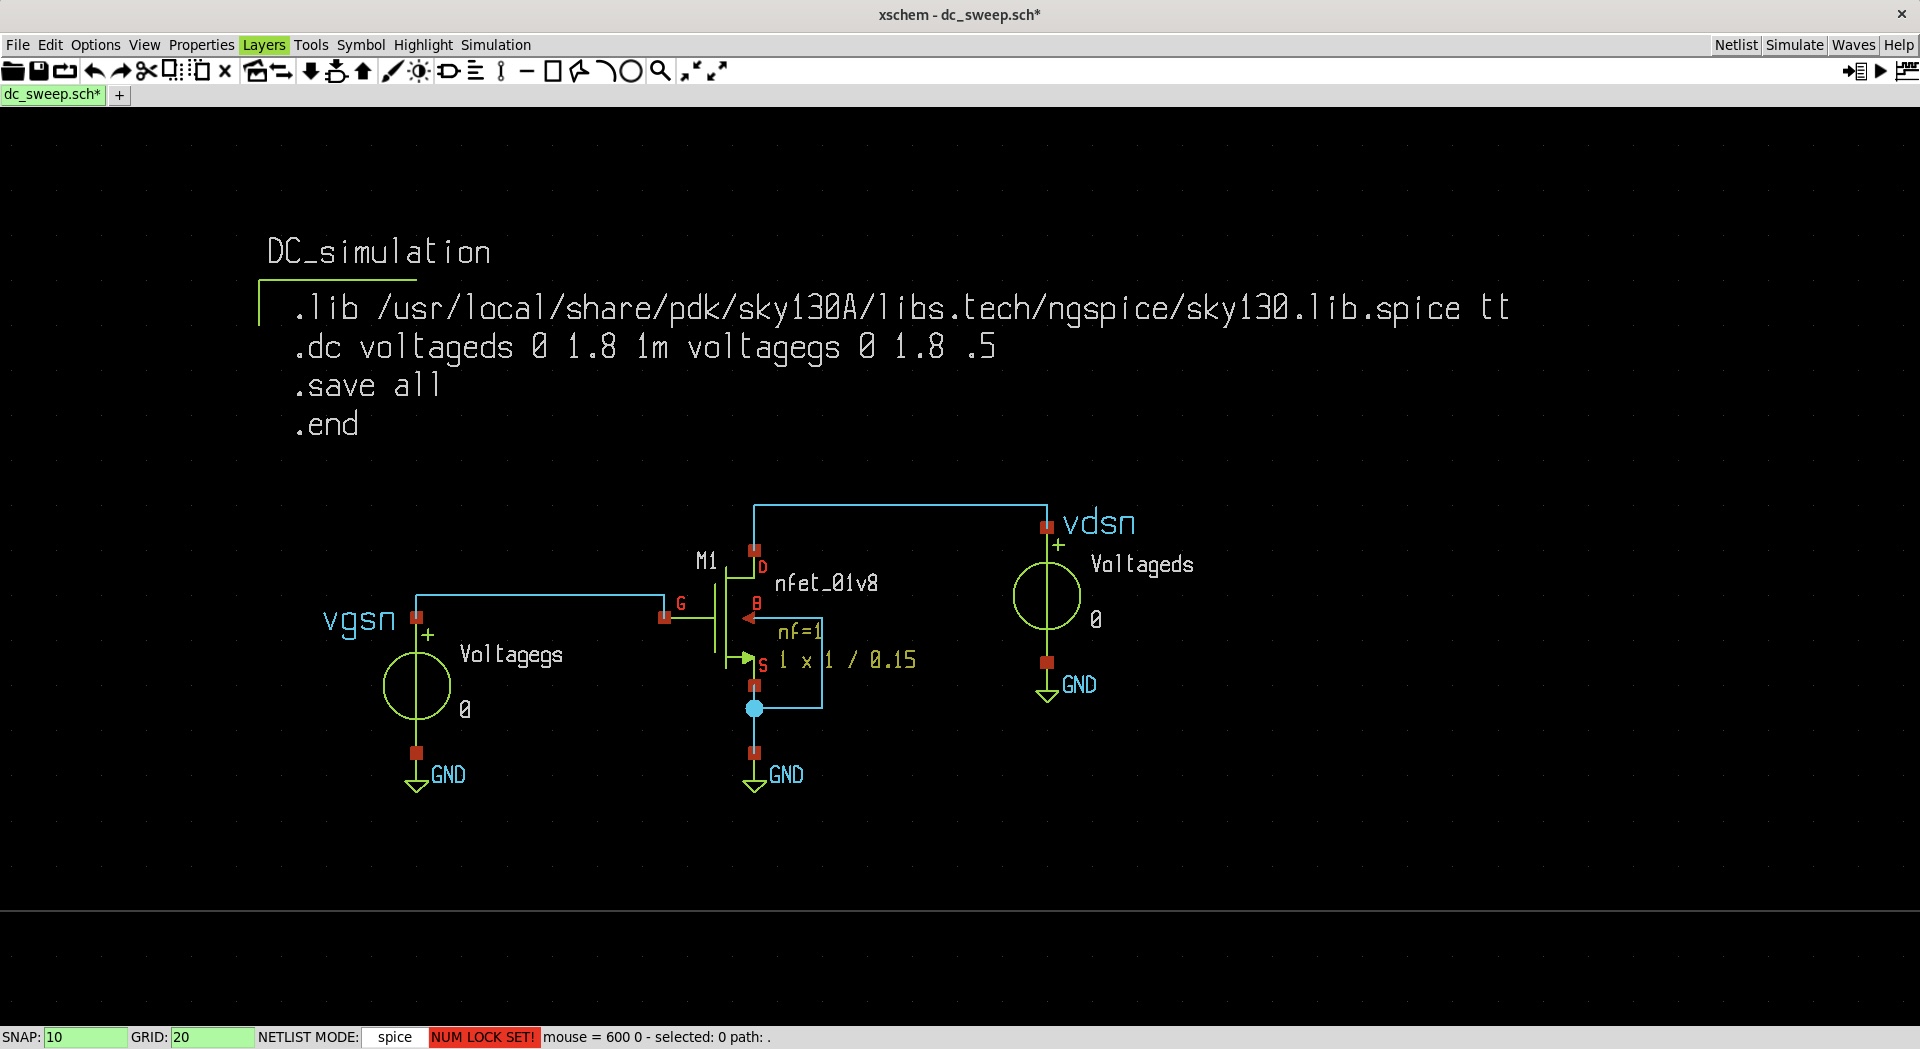 xschem - dc_sweep.sch*
File Edit Options View Properties Layers Tools Symbol Highlight Simulation Netlist Simulate Waves Help
dc_sweep.sch* +
DC_simulation
.lib /usr/local/share/pdk/sky130A/libs.tech/ngspice/sky130.lib.spice tt
.dc voltageds 0 1.8 1m voltagegs 0 1.8 .5
.save all
.end
vdsn
+
M1
D
nfet_01v8
Voltageds
G
B
vgsn
0
+
nf=1
Voltagegs
S
1 x 1 / 0.15
GND
0
GND
GND
SNAP: 10 GRID: 20 NETLIST MODE: spice NUM LOCK SET! mouse = 600 0 - selected: 0 path: .